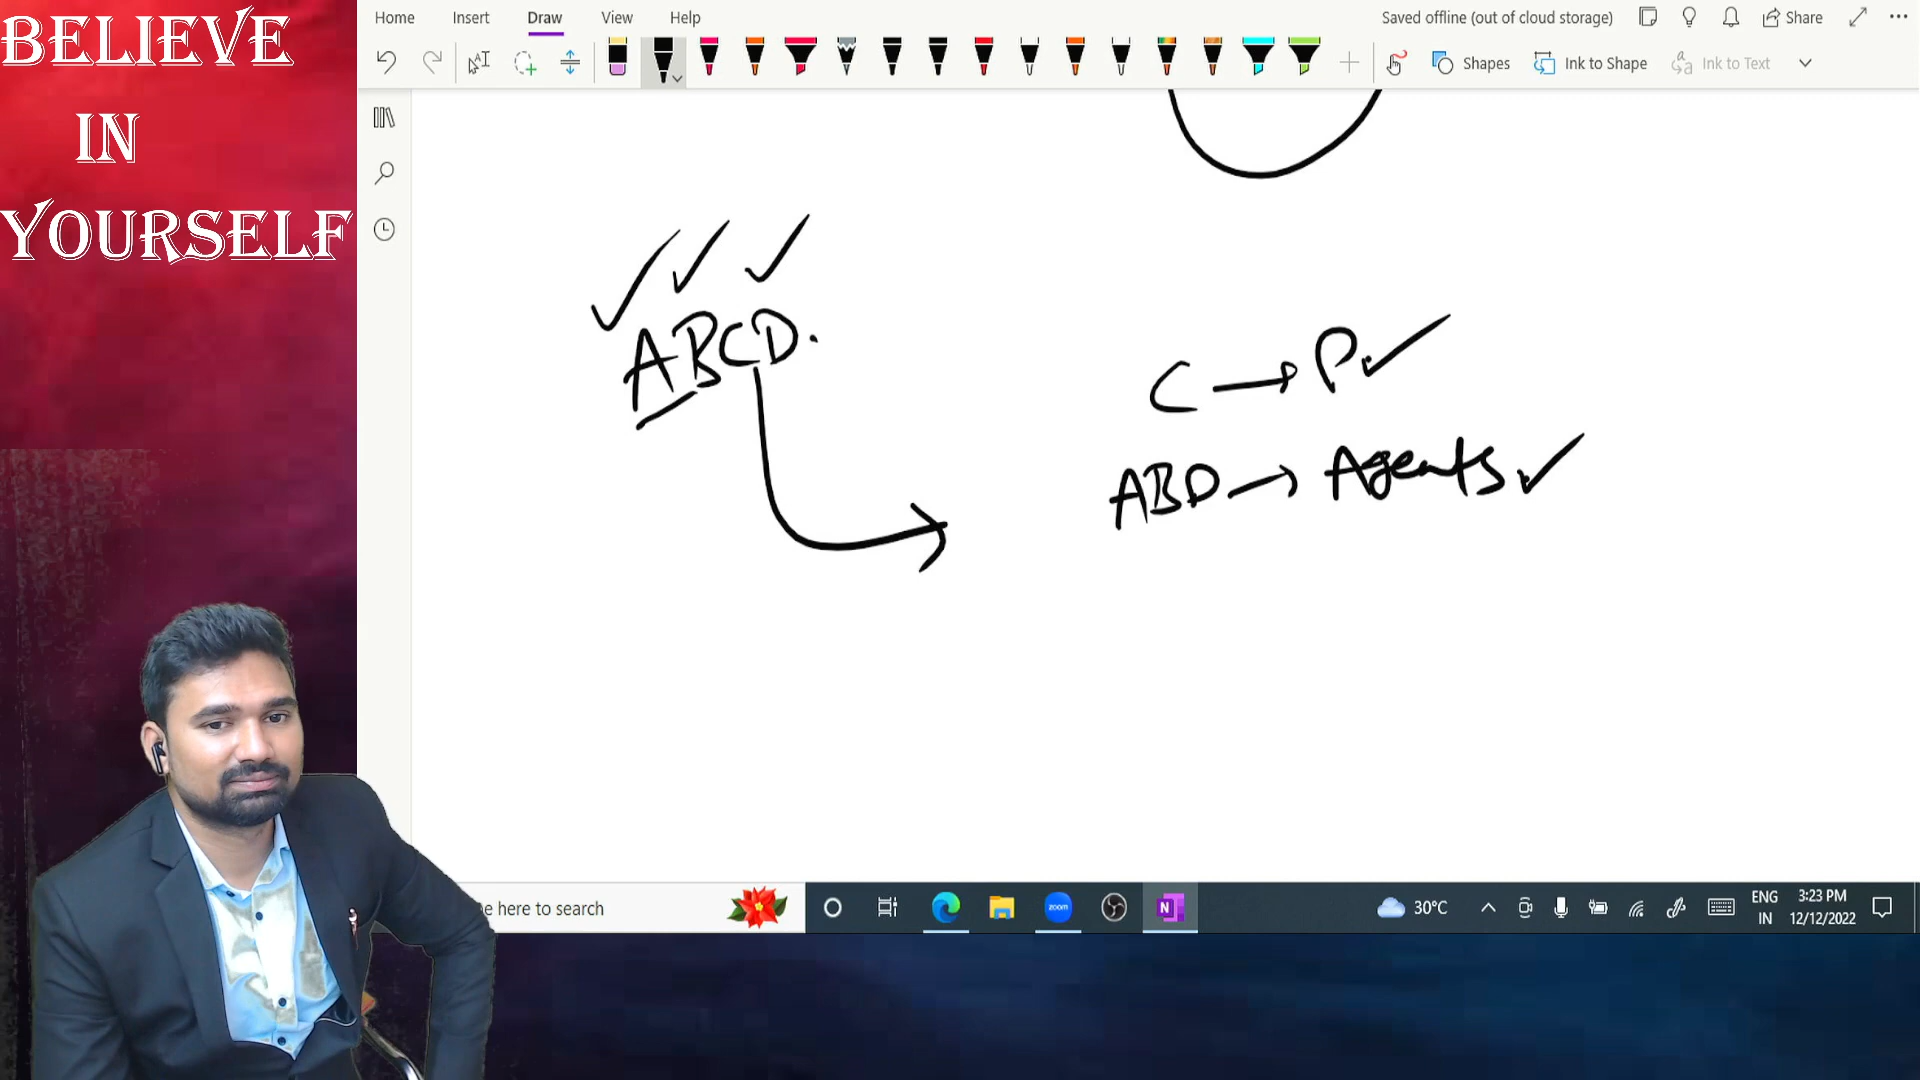 BELIEVE
IN
YOURSELF
Home Insert Draw View Help
Saved offline (out of cloud storage) Share
Shapes Ink to Shape Ink to Text
ABCD.
C → P ✓
ABD → Agents ✓
e here to search
zoom
N
30°C
ENG
IN
3:23 PM
12/12/2022